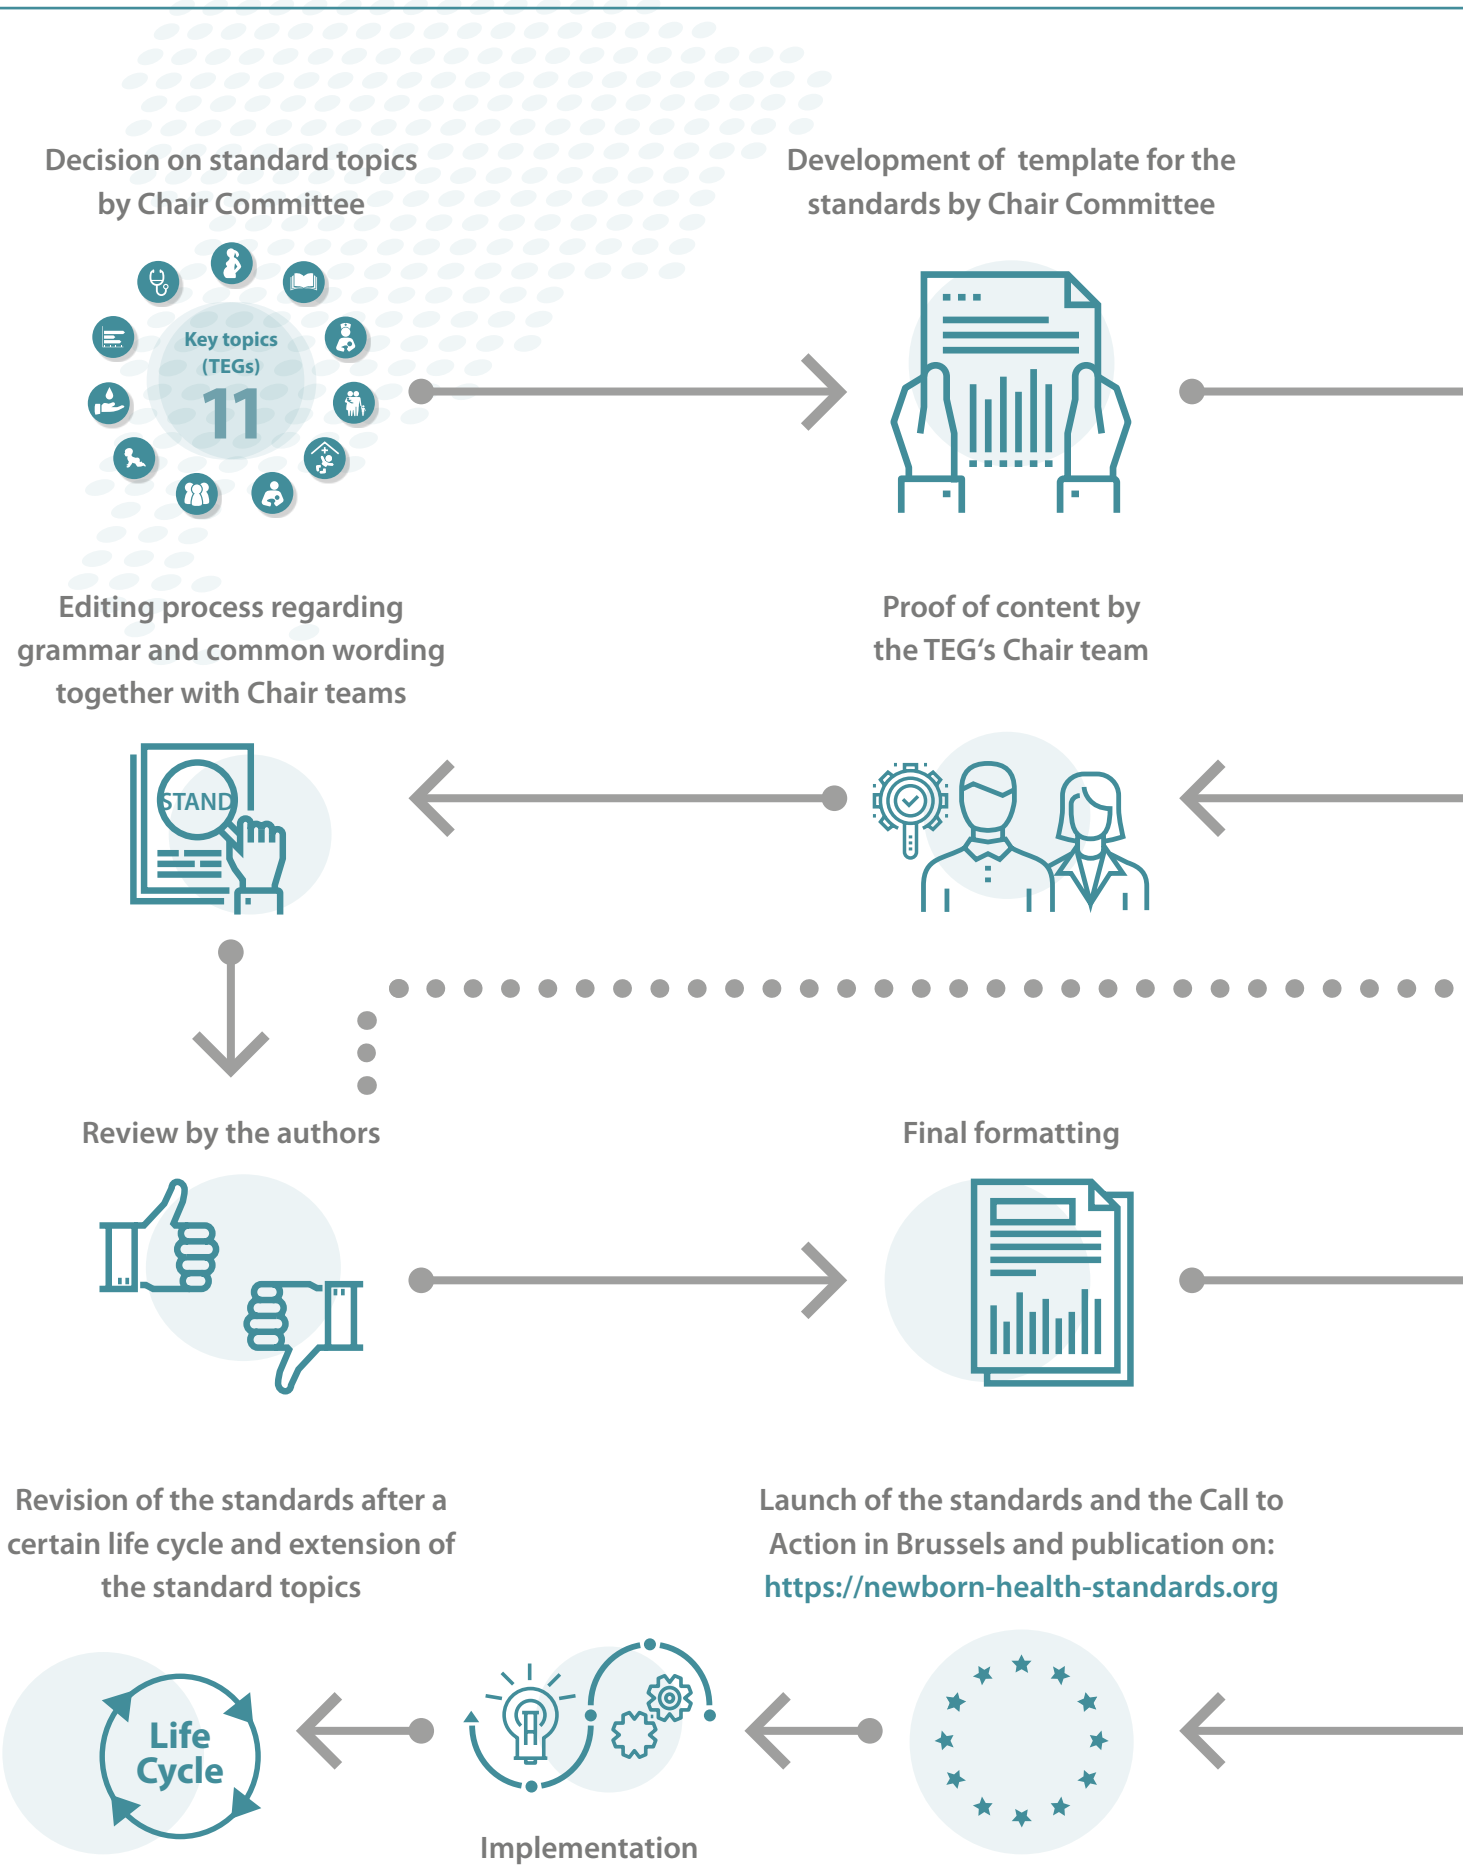 Decision on standard topics
by Chair Committee
Key topics
(TEGs)
11
Development of template for the
standards by Chair Committee
Editing process regarding
grammar and common wording
together with Chair teams
STAND
Proof of content by
the TEG‘s Chair team
Review by the authors
Final formatting
Revision of the standards after a
certain life cycle and extension of
the standard topics
Life
Cycle
Implementation
Launch of the standards and the Call to
Action in Brussels and publication on:
https://newborn-health-standards.org